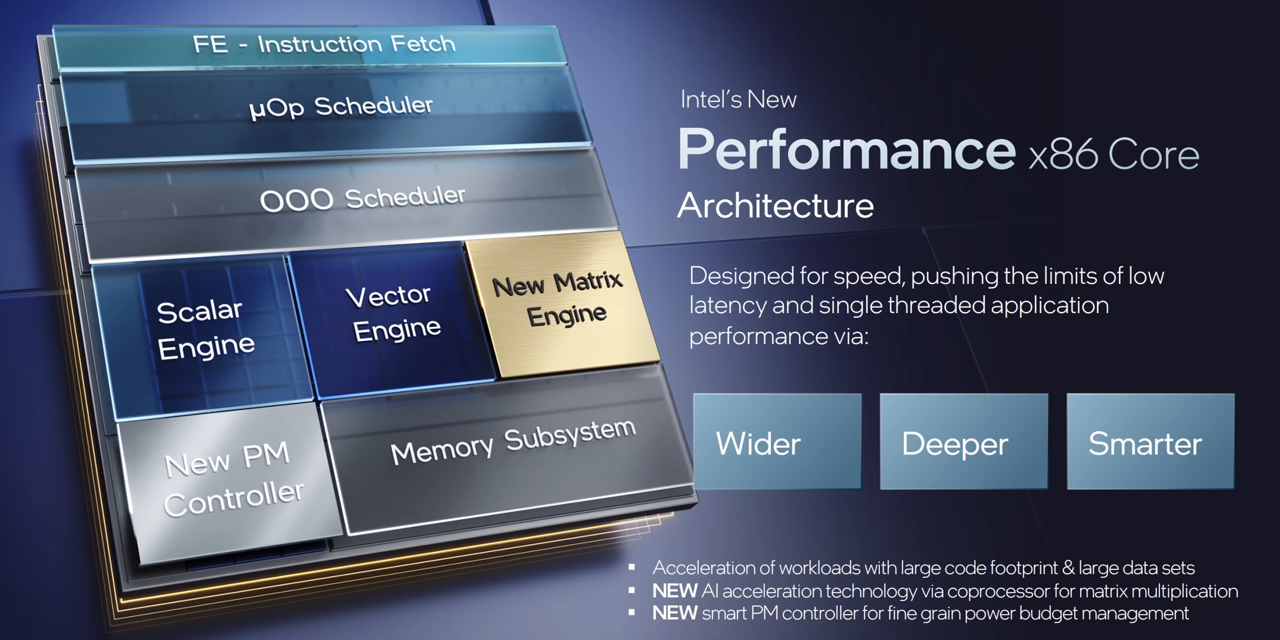 FE - Instruction Fetch
µOp Scheduler
OOO Scheduler
Scalar
Engine
Vector
Engine
New Matrix
Engine
New PM
Controller
Memory Subsystem
Intel's New
Performance x86 Core
Architecture
Designed for speed, pushing the limits of low
latency and single threaded application
performance via:
Wider
Deeper
Smarter
▪ Acceleration of workloads with large code footprint & large data sets
▪ NEW AI acceleration technology via coprocessor for matrix multiplication
▪ NEW smart PM controller for fine grain power budget management